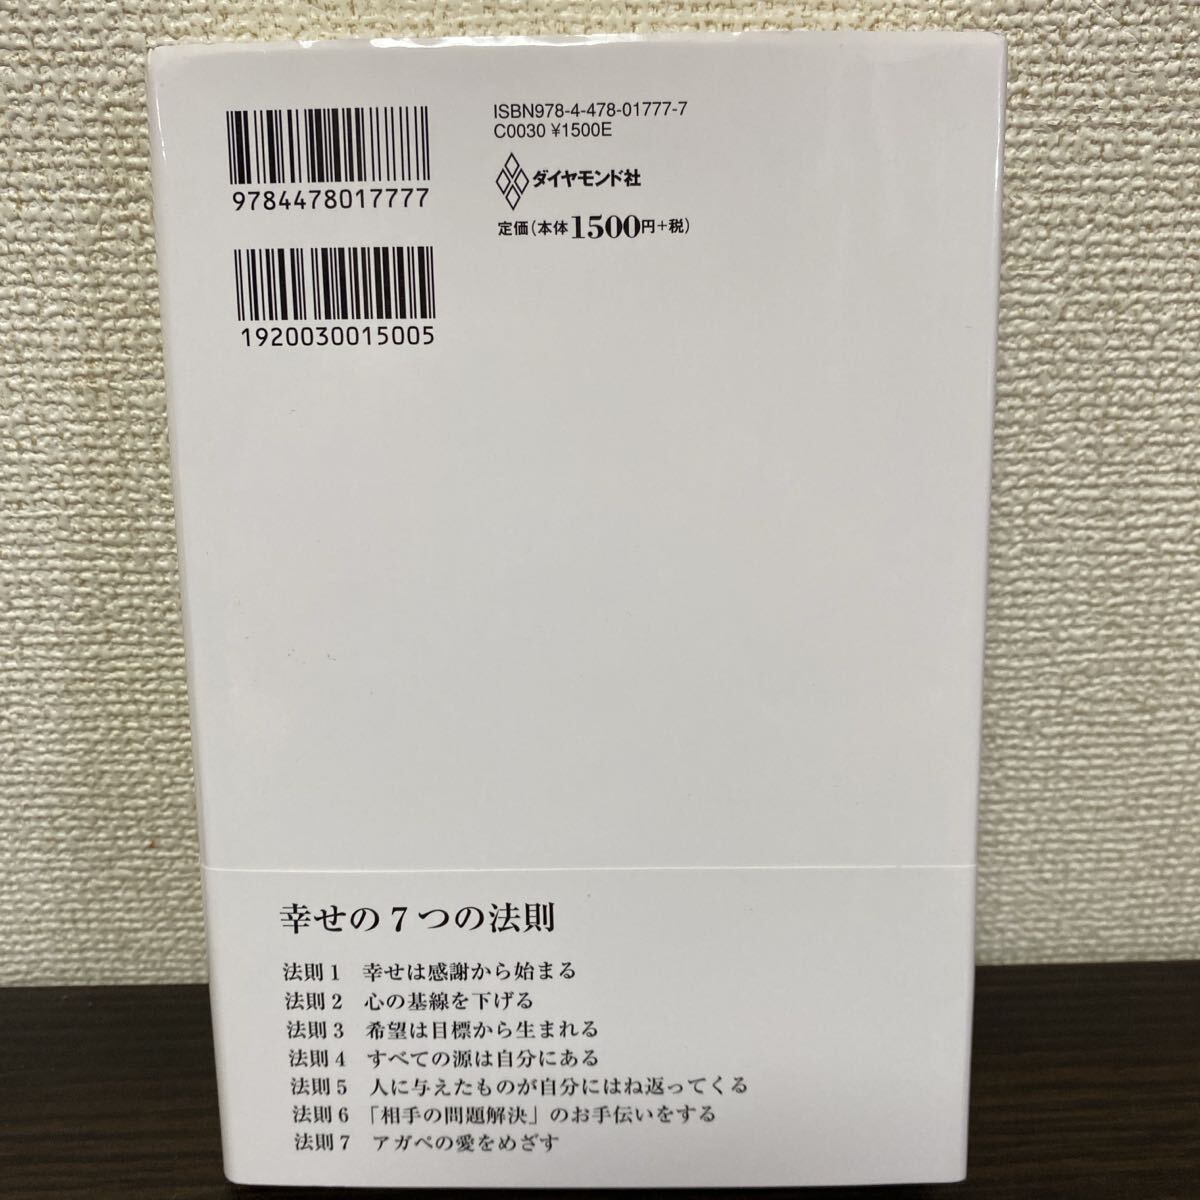 ISBN978-4-478-01777-7
C0030 ¥1500E
9784478017777
ダイヤモンド社
定価(本体1500円+税)
1920030015005
幸せの7つの法則
法則1 幸せは感謝から始まる
法則2 心の基線を下げる
法則3 希望は目標から生まれる
法則4 すべての源は自分にある
法則5 人に与えたものが自分にはね返ってくる
法則6 「相手の問題解決」のお手伝いをする
法則7 アガペの愛をめざす